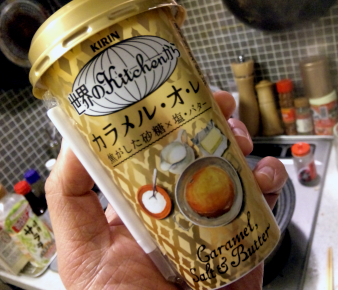 KIRIN
世界のKitchenから
カラメル・オ・レ
焦がした砂糖×塩・バター
Caramel,
Salt & Butter